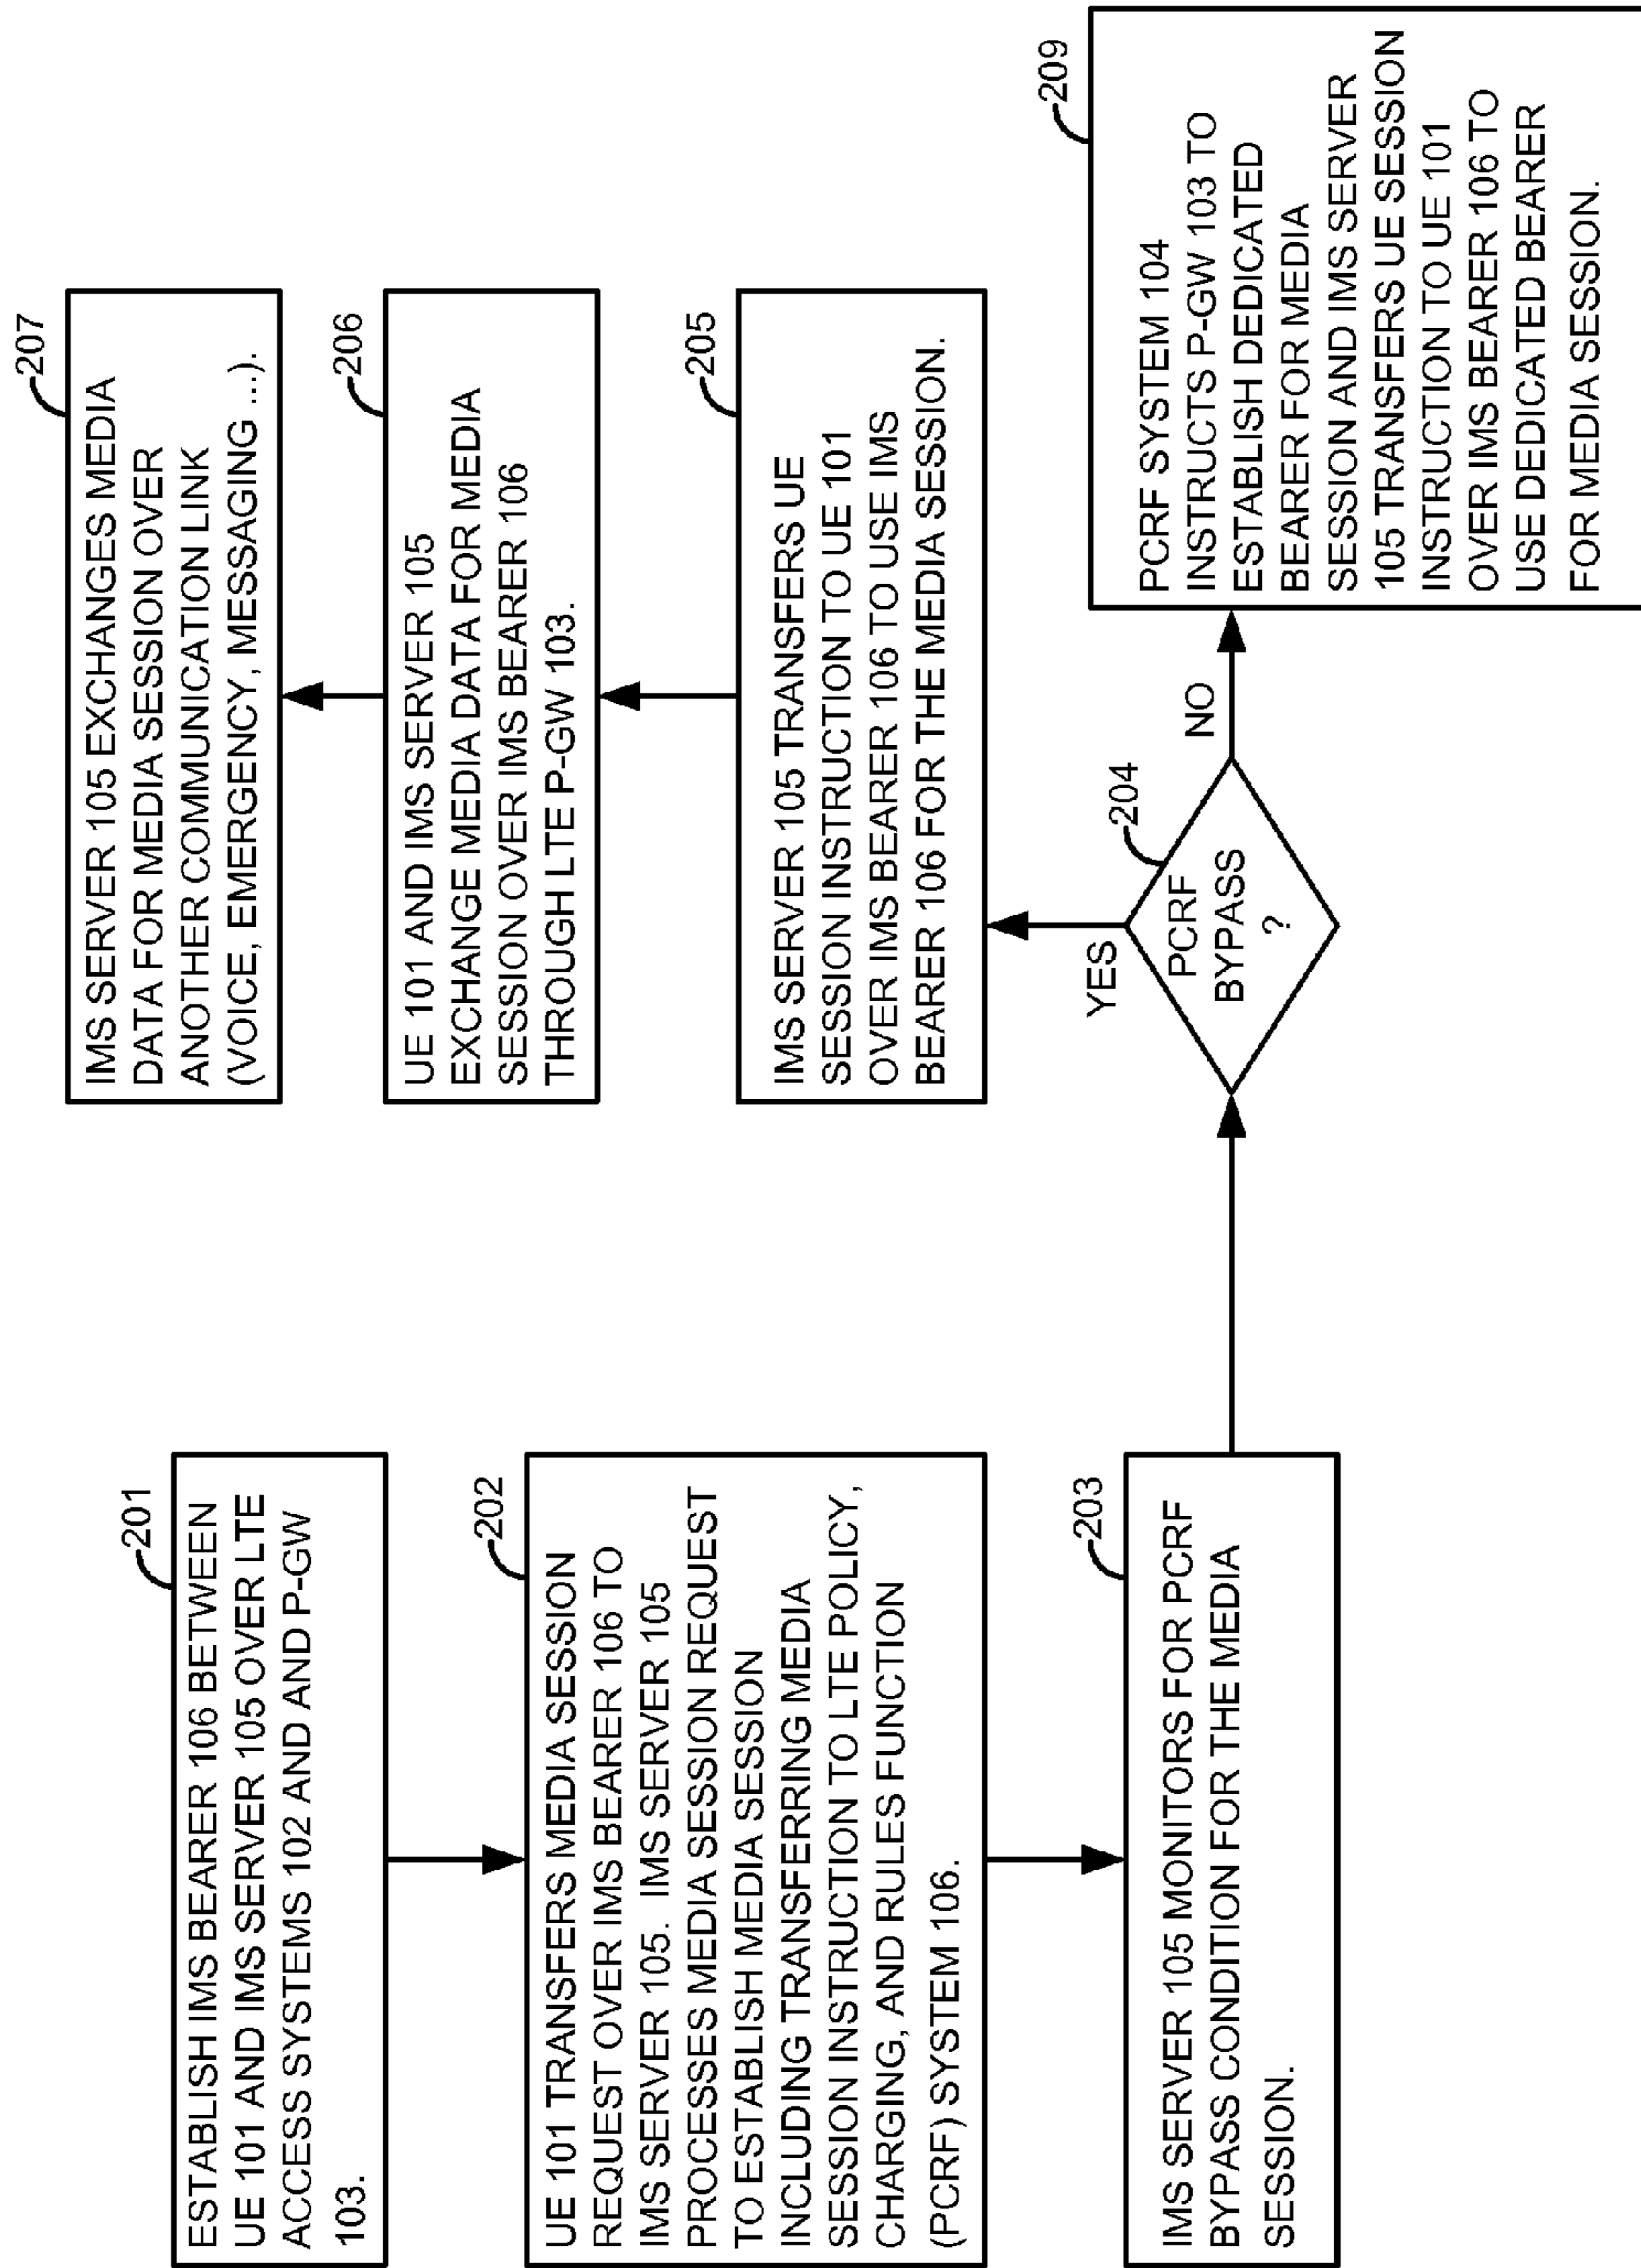 201
ESTABLISH IMS BEARER 106 BETWEEN
UE 101 AND IMS SERVER 105 OVER LTE
ACCESS SYSTEMS 102 AND AND P-GW
103.
202
UE 101 TRANSFERS MEDIA SESSION
REQUEST OVER IMS BEARER 106 TO
IMS SERVER 105. IMS SERVER 105
PROCESSES MEDIA SESSION REQUEST
TO ESTABLISH MEDIA SESSION
INCLUDING TRANSFERRING MEDIA
SESSION INSTRUCTION TO LTE POLICY,
CHARGING, AND RULES FUNCTION
(PCRF) SYSTEM 106.
203
IMS SERVER 105 MONITORS FOR PCRF
BYPASS CONDITION FOR THE MEDIA
SESSION.
204
PCRF
BYPASS
?
YES
NO
205
IMS SERVER 105 TRANSFERS UE
SESSION INSTRUCTION TO UE 101
OVER IMS BEARER 106 TO USE IMS
BEARER 106 FOR THE MEDIA SESSION.
206
UE 101 AND IMS SERVER 105
EXCHANGE MEDIA DATA FOR MEDIA
SESSION OVER IMS BEARER 106
THROUGH LTE P-GW 103.
207
IMS SERVER 105 EXCHANGES MEDIA
DATA FOR MEDIA SESSION OVER
ANOTHER COMMUNICATION LINK
(VOICE, EMERGENCY, MESSAGING ...).
209
PCRF SYSTEM 104
INSTRUCTS P-GW 103 TO
ESTABLISH DEDICATED
BEARER FOR MEDIA
SESSION AND IMS SERVER
105 TRANSFERS UE SESSION
INSTRUCTION TO UE 101
OVER IMS BEARER 106 TO
USE DEDICATED BEARER
FOR MEDIA SESSION.